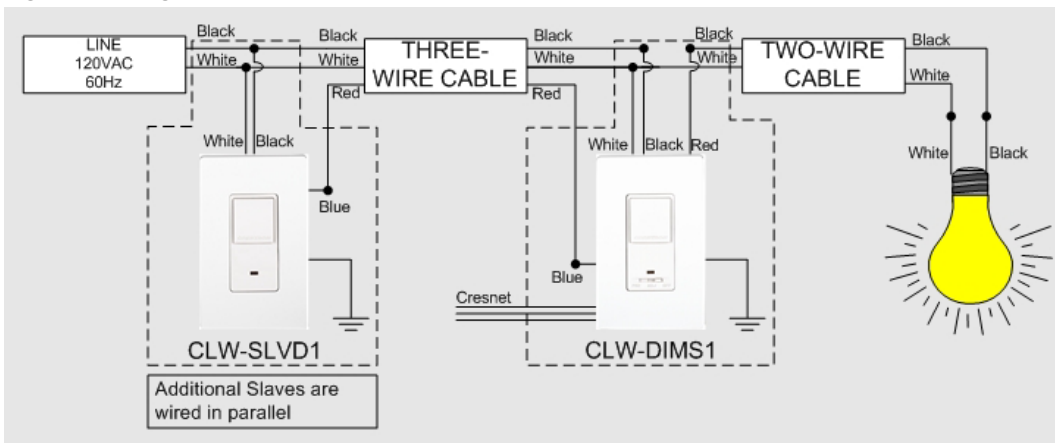 LINE
120VAC
60Hz
Black
White
Black
White
Red
THREE-
WIRE CABLE
Black
White
Red
Black
White
TWO-WIRE
CABLE
Black
White
White
Black
Blue
CLW-SLVD1
Additional Slaves are
wired in parallel
White
Black
Red
Blue
Cresnet
CLW-DIMS1
White
Black